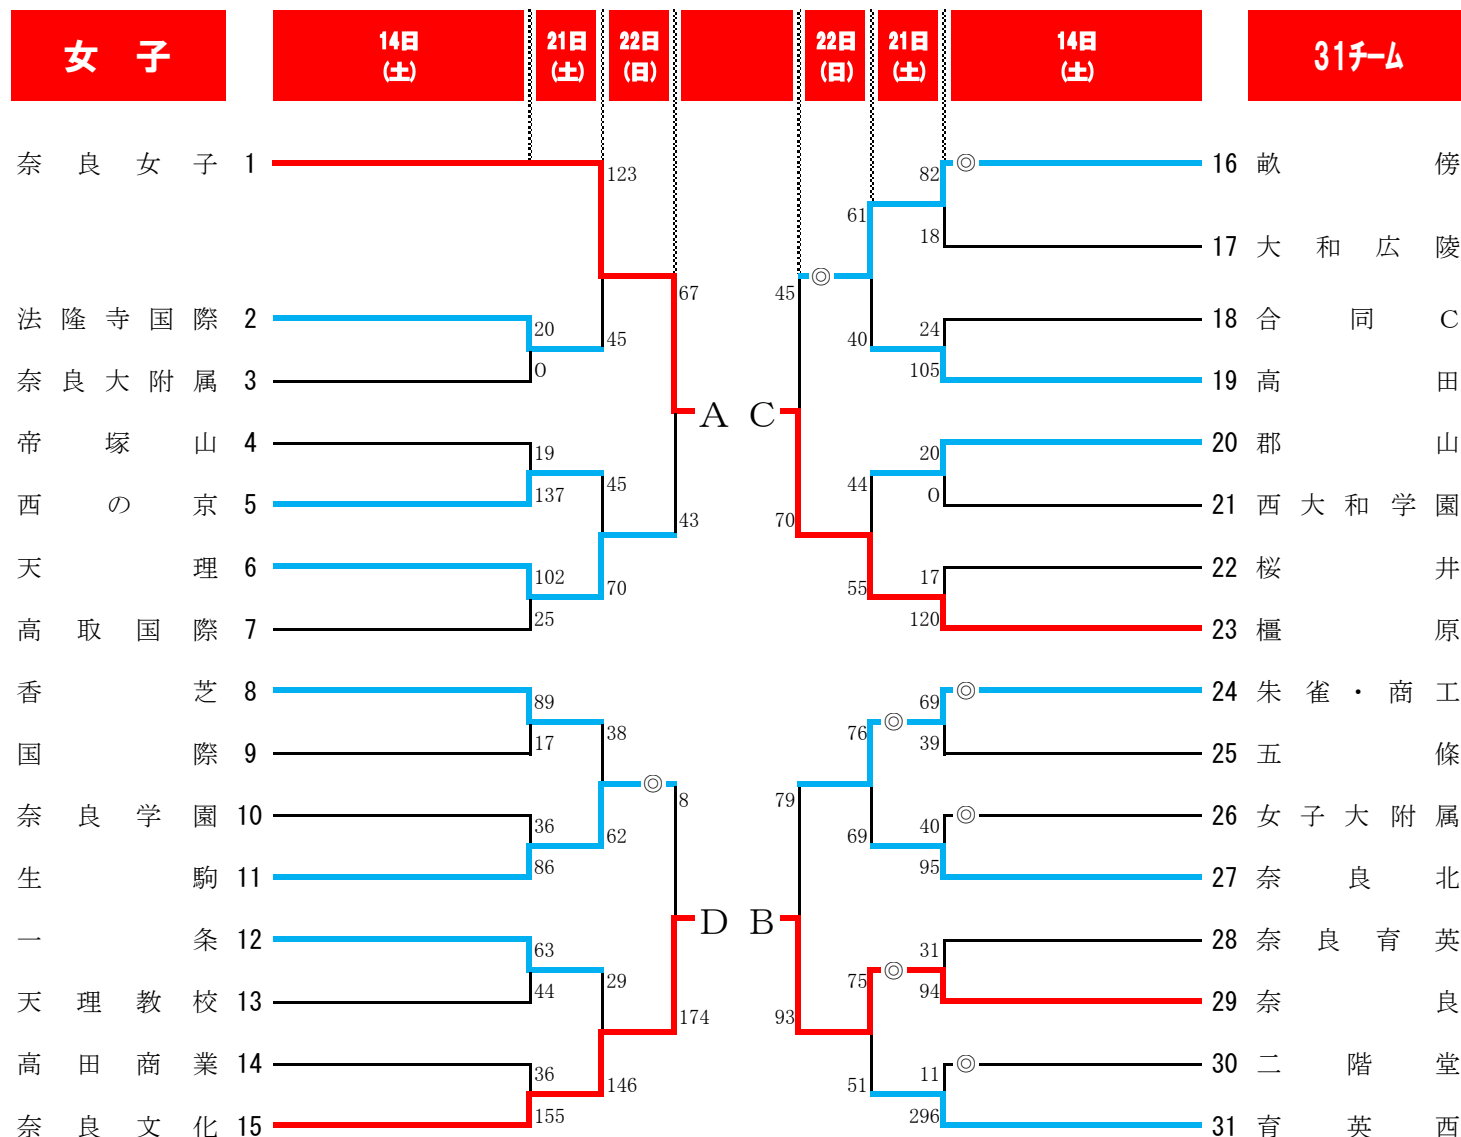 女子 14日(土) 21日(土) 22日(日) 22日(日) 21日(土) 14日(土) 31チーム
奈良女子 1 123 82 ◎ 16 畝傍
61
18 17 大和広陵
67 45 ◎
法隆寺国際 2 20 45 40 24 18 合同C
奈良大附属 3 0 105 19 高田
A C
帝塚山 4 19 20 20 郡山
西の京 5 137 45 44 0 21 西大和学園
43 70
天理 6 102 70 55 17 22 桜井
高取国際 7 25 120 23 橿原
香芝 8 89 69 ◎ 24 朱雀・商工
国際 9 17 38 76 ◎ 39 25 五條
◎ 8 79
奈良学園 10 36 62 69 40 ◎ 26 女子大附属
生駒 11 86 95 27 奈良北
D B
一条 12 63 31 28 奈良育英
天理教校 13 44 29 75 ◎ 94 29 奈良
174 93
高田商業 14 36 146 51 11 ◎ 30 二階堂
奈良文化 15 155 296 31 育英西